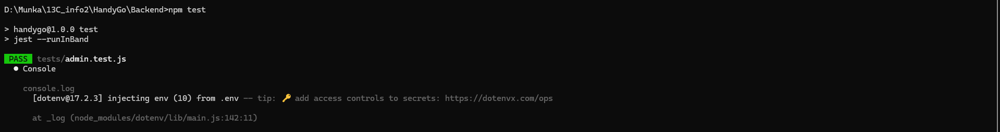 D:\Munka\13C_info2\HandyGo\Backend>npm test
> handygo@1.0.0 test
> jest --runInBand
PASS tests/admin.test.js
● Console
console.log
[dotenv@17.2.3] injecting env (10) from .env -- tip: 🔑 add access controls to secrets: https://dotenvx.com/ops
at _log (node_modules/dotenv/lib/main.js:142:11)